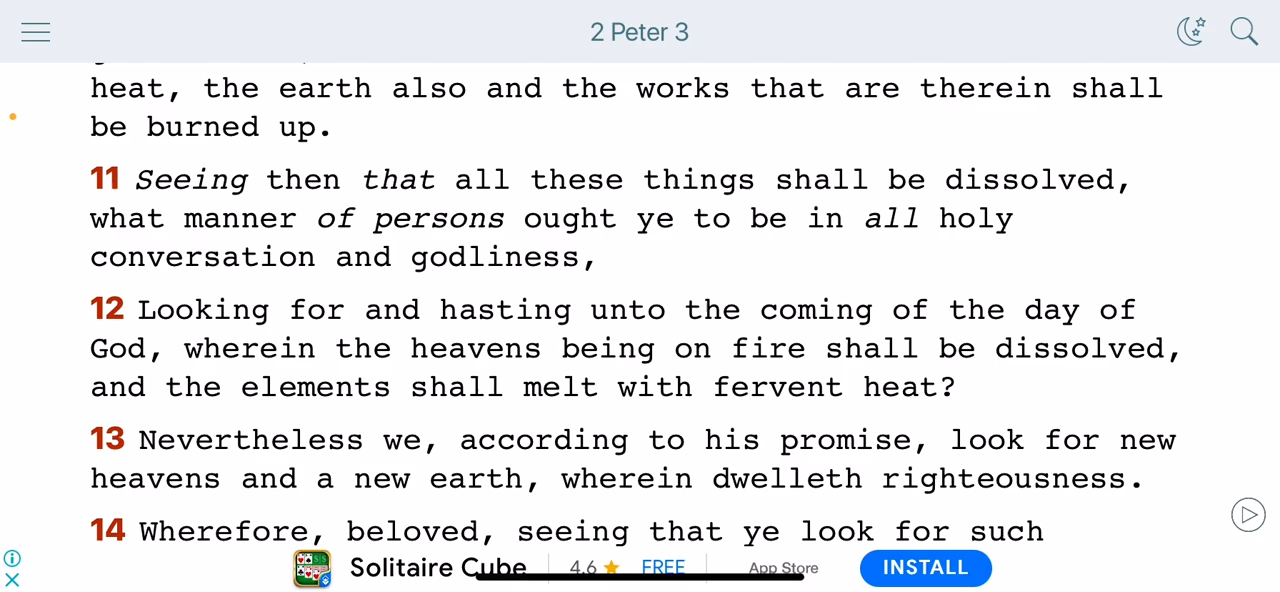 2 Peter 3
heat, the earth also and the works that are therein shall
be burned up.
11 Seeing then that all these things shall be dissolved,
what manner of persons ought ye to be in all holy
conversation and godliness,
12 Looking for and hasting unto the coming of the day of
God, wherein the heavens being on fire shall be dissolved,
and the elements shall melt with fervent heat?
13 Nevertheless we, according to his promise, look for new
heavens and a new earth, wherein dwelleth righteousness.
14 Wherefore, beloved, seeing that ye look for such
Solitaire Cube 4.6 FREE App Store INSTALL